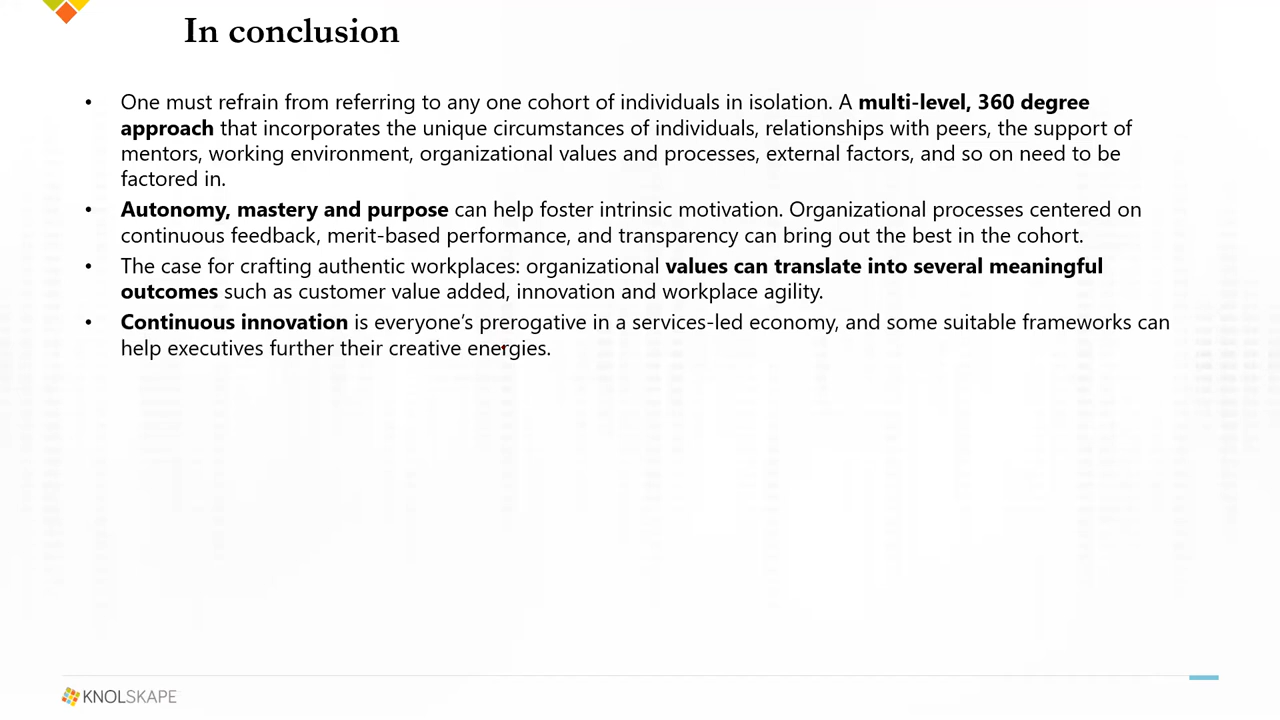 In conclusion
• One must refrain from referring to any one cohort of individuals in isolation. A multi-level, 360 degree
approach that incorporates the unique circumstances of individuals, relationships with peers, the support of
mentors, working environment, organizational values and processes, external factors, and so on need to be
factored in.
• Autonomy, mastery and purpose can help foster intrinsic motivation. Organizational processes centered on
continuous feedback, merit-based performance, and transparency can bring out the best in the cohort.
• The case for crafting authentic workplaces: organizational values can translate into several meaningful
outcomes such as customer value added, innovation and workplace agility.
• Continuous innovation is everyone’s prerogative in a services-led economy, and some suitable frameworks can
help executives further their creative energies.
KNOLSKAPE